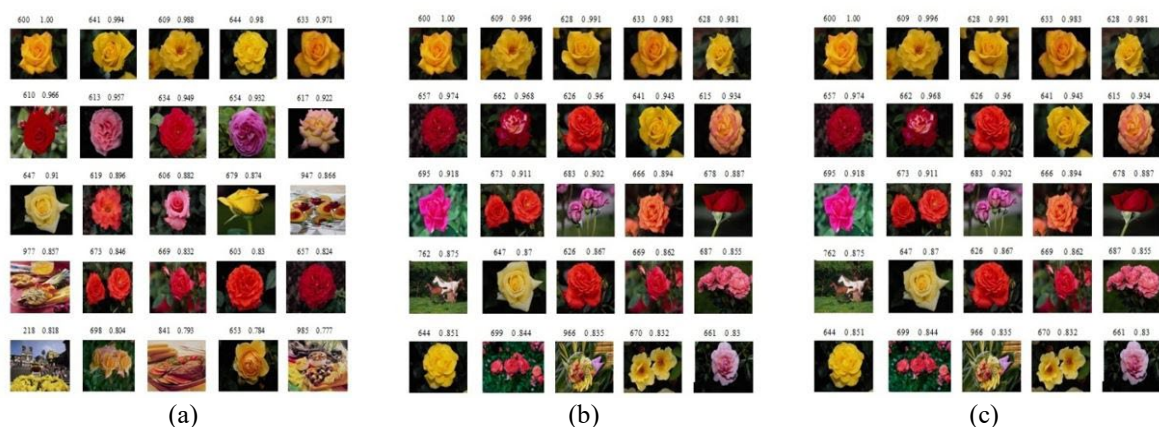 600 1.00 641 0.994 609 0.988 644 0.98 633 0.971
610 0.966 613 0.957 634 0.949 654 0.932 617 0.922
647 0.91 619 0.896 606 0.882 679 0.874 947 0.866
977 0.857 673 0.846 669 0.832 603 0.83 657 0.824
218 0.818 698 0.804 841 0.793 653 0.784 985 0.777
(a)
600 1.00 609 0.996 628 0.991 633 0.983 628 0.981
657 0.974 662 0.968 626 0.96 641 0.943 615 0.934
695 0.918 673 0.911 683 0.902 666 0.894 678 0.887
762 0.875 647 0.87 626 0.867 669 0.862 687 0.855
644 0.851 699 0.844 966 0.835 670 0.832 661 0.83
(b)
600 1.00 609 0.996 628 0.991 633 0.983 628 0.981
657 0.974 662 0.968 626 0.96 641 0.943 615 0.934
695 0.918 673 0.911 683 0.902 666 0.894 678 0.887
762 0.875 647 0.87 626 0.867 669 0.862 687 0.855
644 0.851 699 0.844 966 0.835 670 0.832 661 0.83
(c)